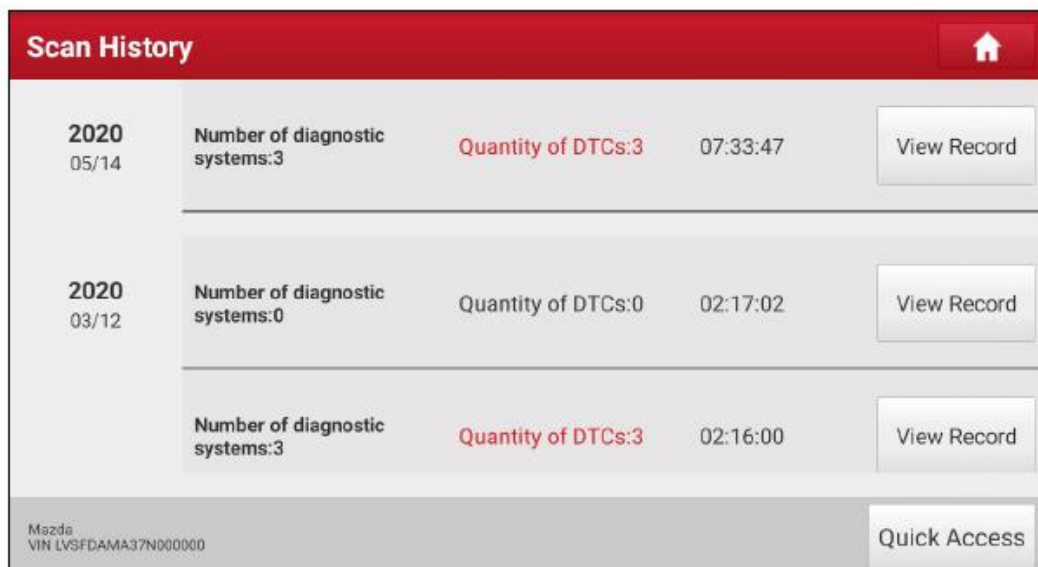 Scan History
2020
05/14
Number of diagnostic
systems:3
Quantity of DTCs:3
07:33:47
View Record
2020
03/12
Number of diagnostic
systems:0
Quantity of DTCs:0
02:17:02
View Record
Number of diagnostic
systems:3
Quantity of DTCs:3
02:16:00
View Record
Mazda
VIN LVSFDAMA37N000000
Quick Access